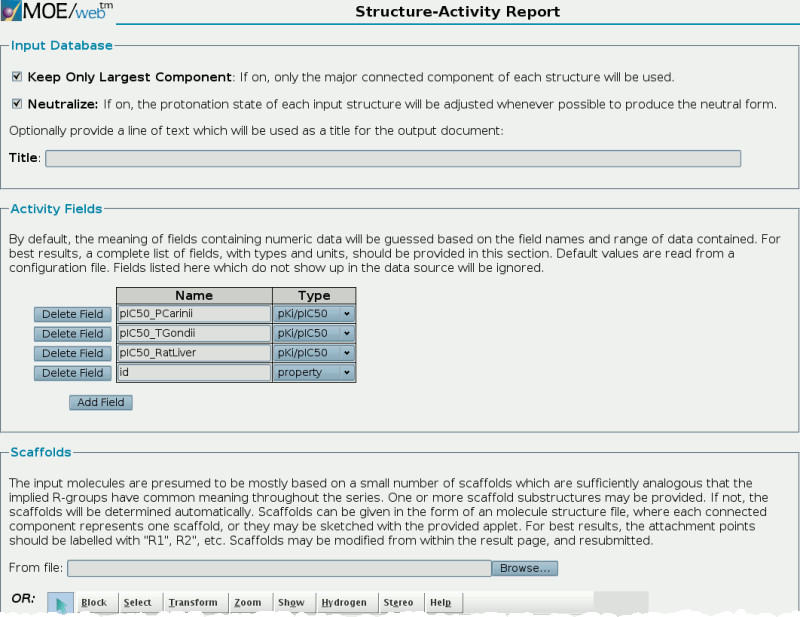 MOE/web™
Structure-Activity Report
Input Database
Keep Only Largest Component: If on, only the major connected component of each structure will be used.
Neutralize: If on, the protonation state of each input structure will be adjusted whenever possible to produce the neutral form.
Optionally provide a line of text which will be used as a title for the output document:
Title:
Activity Fields
By default, the meaning of fields containing numeric data will be guessed based on the field names and range of data contained. For
best results, a complete list of fields, with types and units, should be provided in this section. Default values are read from a
configuration file. Fields listed here which do not show up in the data source will be ignored.
Name Type
Delete Field pIC50_PCarinii pKi/pIC50
Delete Field pIC50_TGondii pKi/pIC50
Delete Field pIC50_RatLiver pKi/pIC50
Delete Field id property
Add Field
Scaffolds
The input molecules are presumed to be mostly based on a small number of scaffolds which are sufficiently analogous that the
implied R-groups have common meaning throughout the series. One or more scaffold substructures may be provided. If not, the
scaffolds will be determined automatically. Scaffolds can be given in the form of an molecule structure file, where each connected
component represents one scaffold, or they may be sketched with the provided applet. For best results, the attachment points
should be labelled with "R1", R2", etc. Scaffolds may be modified from within the result page, and resubmitted.
From file: Browse...
OR: Block Select Transform Zoom Show Hydrogen Stereo Help